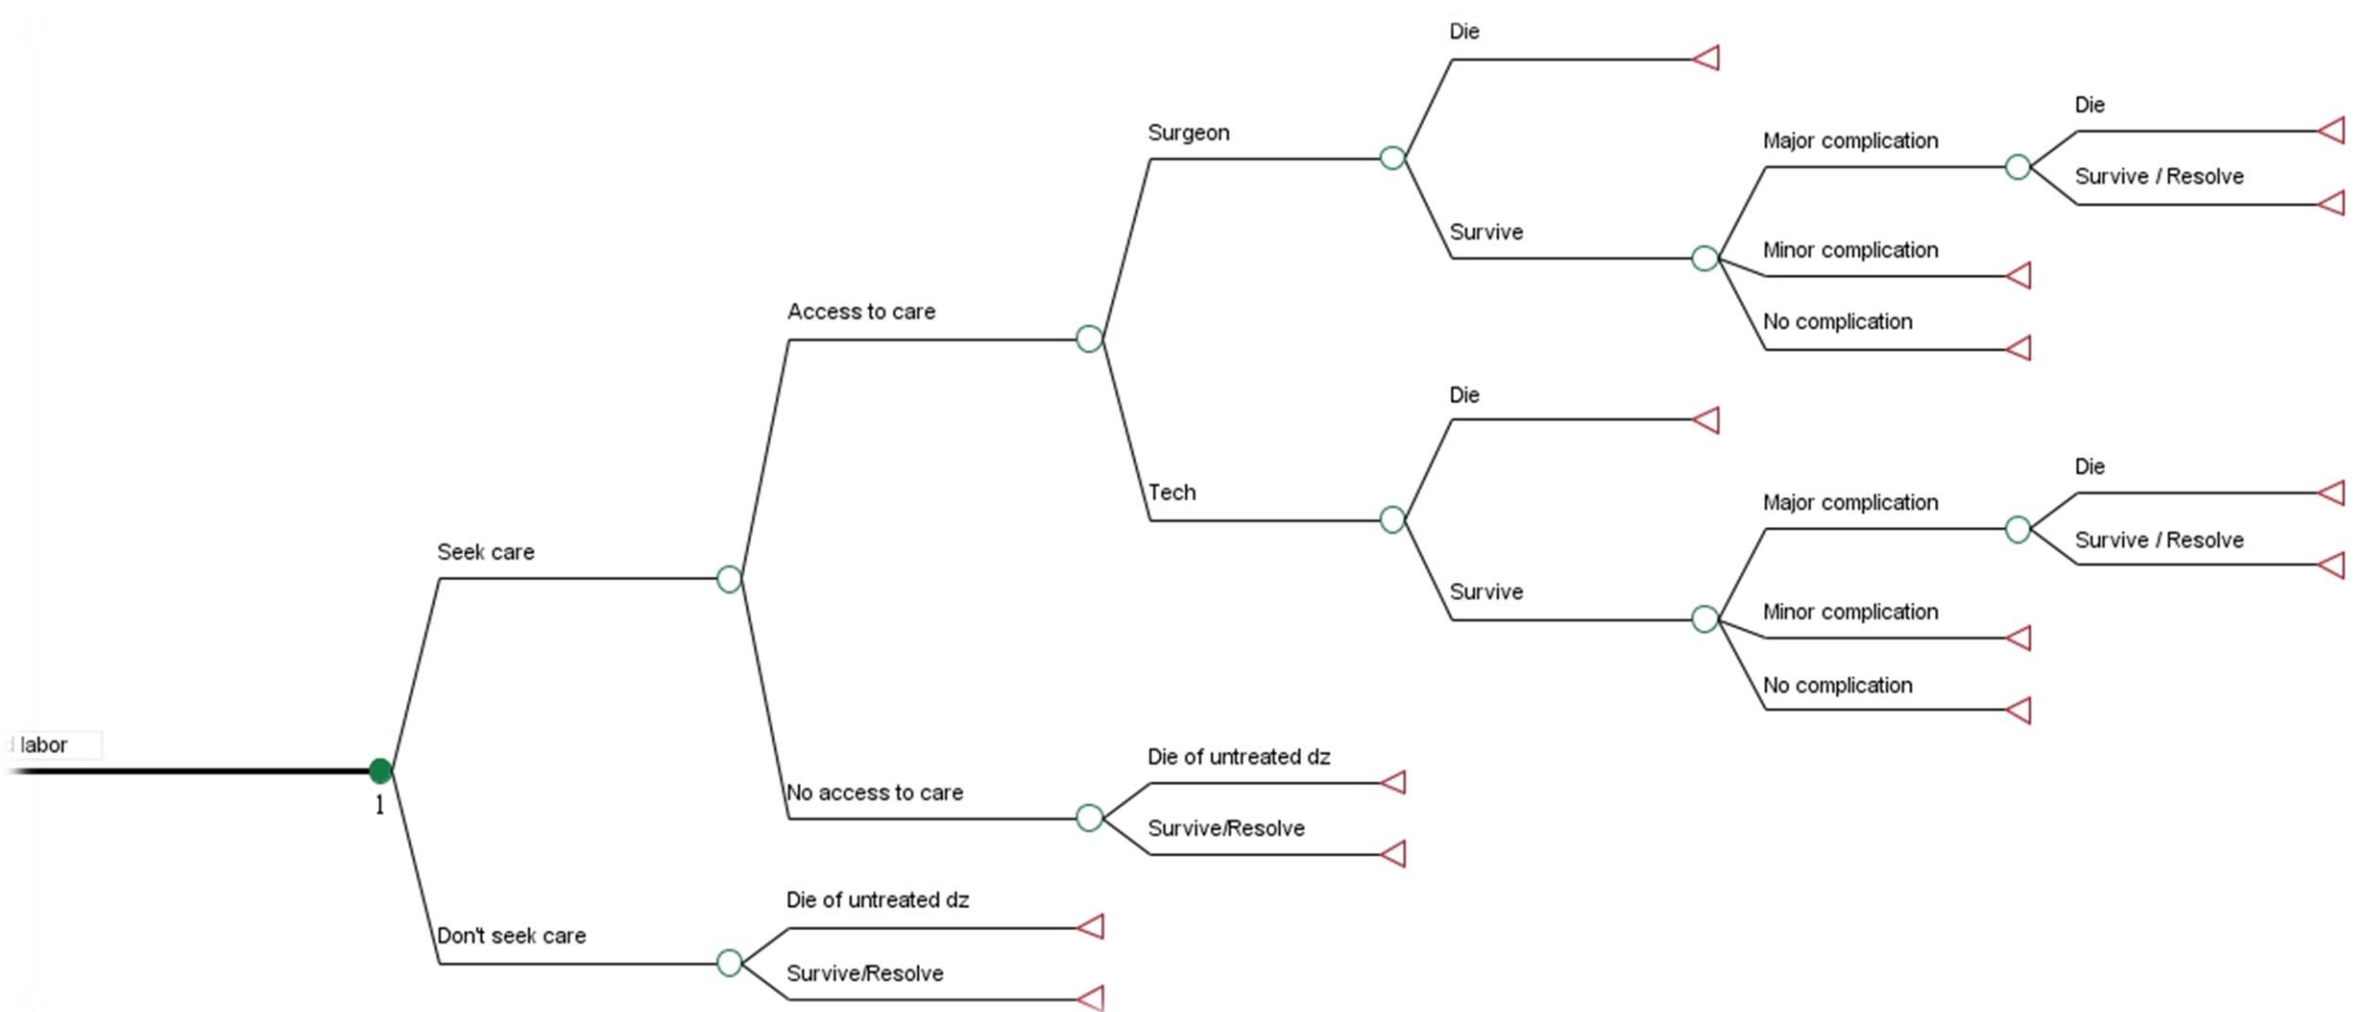 Die
Die
Surgeon
Major complication
Survive / Resolve
Survive
Minor complication
Access to care
No complication
Die
Die
Tech
Major complication
Survive / Resolve
Seek care
Survive
Minor complication
No complication
labor
Die of untreated dz
1
No access to care
Survive/Resolve
Die of untreated dz
Don't seek care
Survive/Resolve